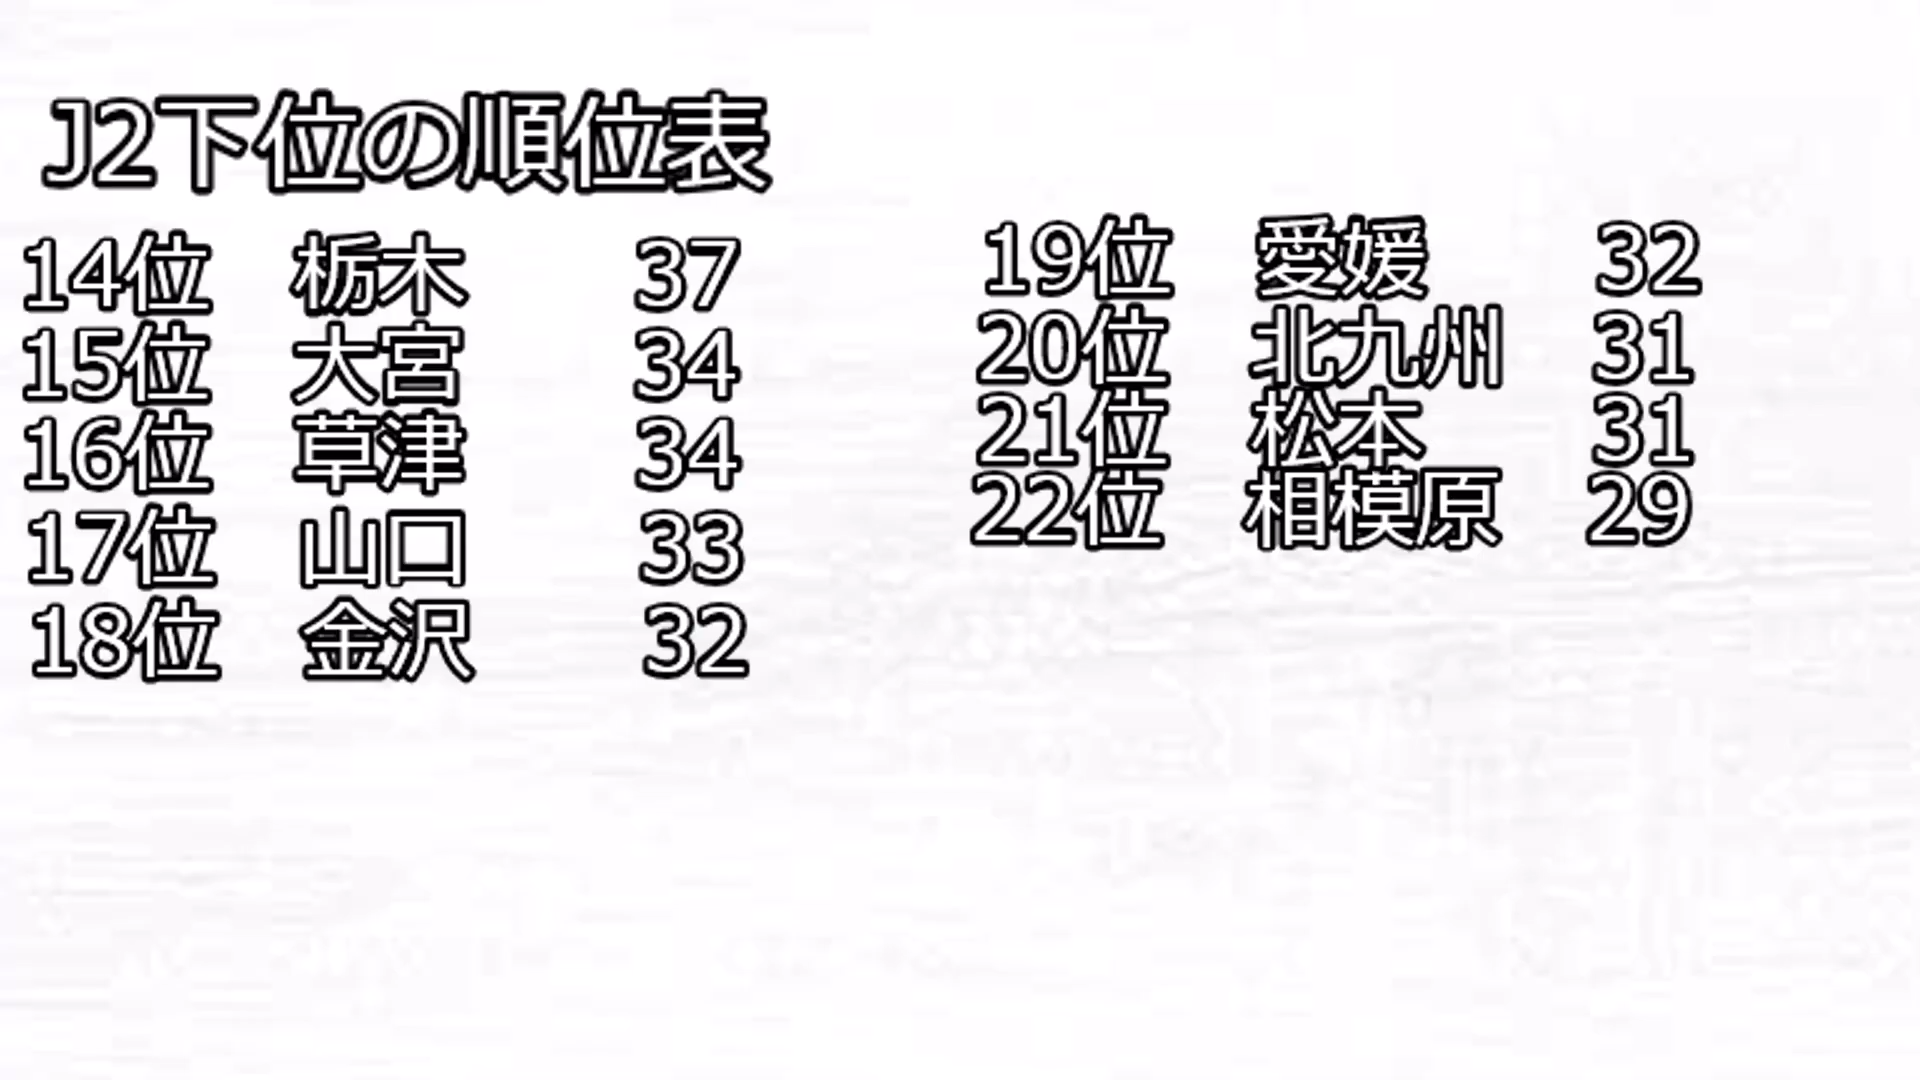 J2下位の順位表
14位 栃木 37
15位 大宮 34
16位 草津 34
17位 山口 33
18位 金沢 32
19位 愛媛 32
20位 北九州 31
21位 松本 31
22位 相模原 29